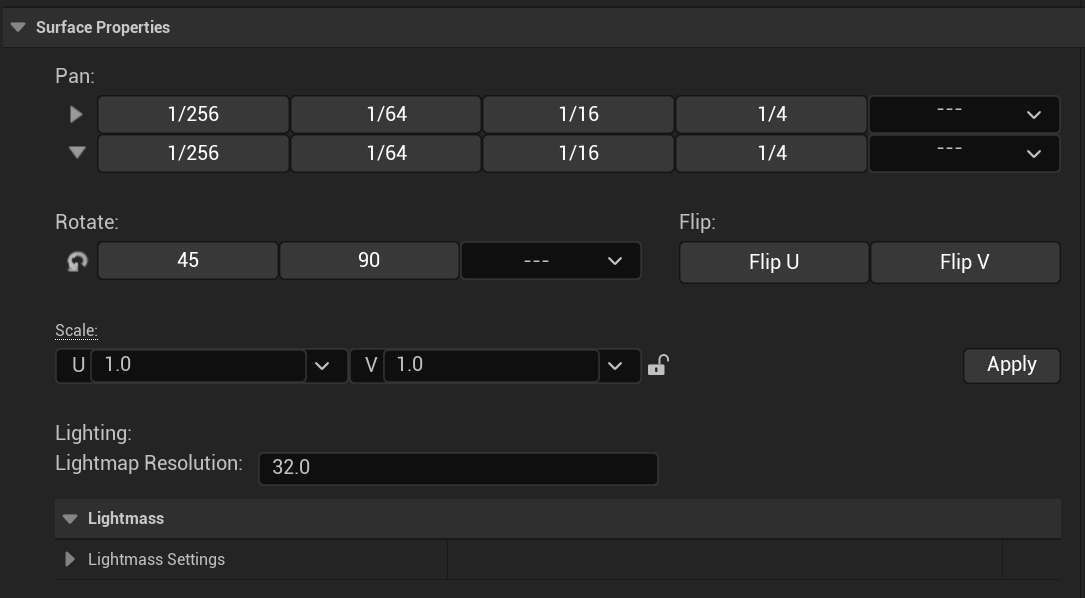 Surface Properties
Pan:
1/256 1/64 1/16 1/4 ---
1/256 1/64 1/16 1/4 ---
Rotate: Flip:
45 90 --- Flip U Flip V
Scale:
U 1.0 V 1.0 Apply
Lighting:
Lightmap Resolution: 32.0
Lightmass
Lightmass Settings